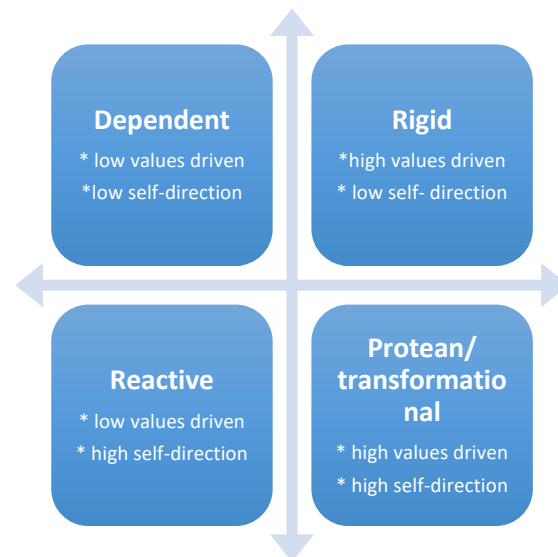 Dependent
* low values driven
*low self-direction
Rigid
*high values driven
* low self- direction
Reactive
* low values driven
* high self-direction
Protean/
transformatio
nal
* high values driven
* high self-direction